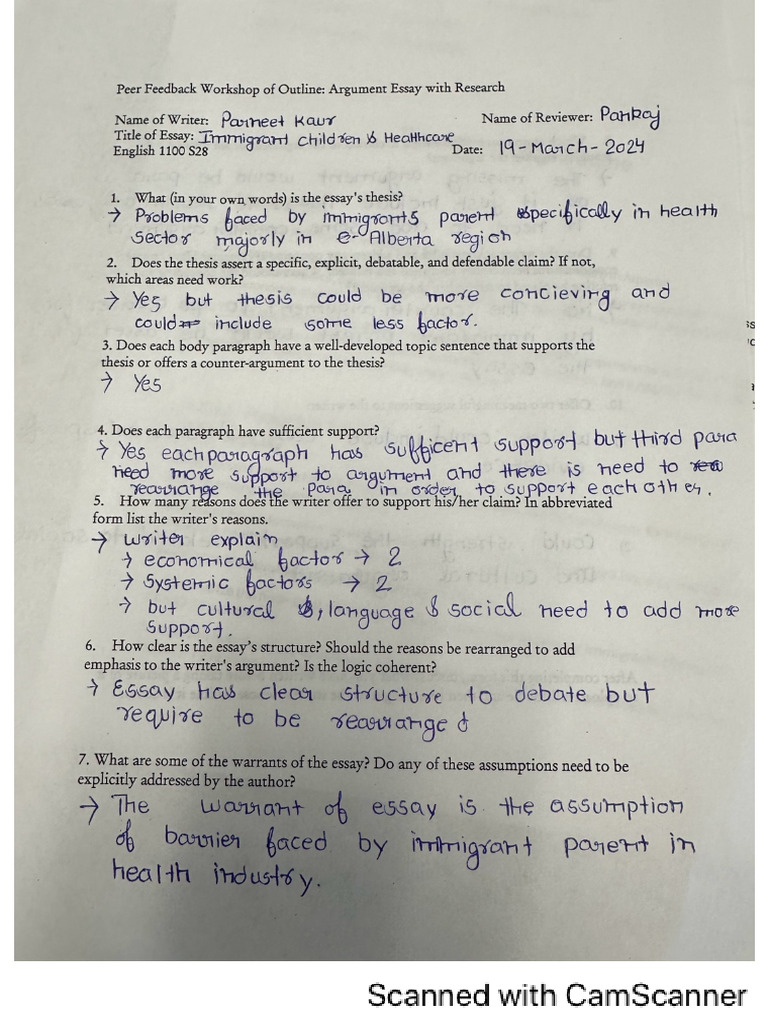 Peer Feedback Workshop of Outline: Argument Essay with Research
Name of Writer: Parneet Kaur Name of Reviewer: Pankaj
Title of Essay: Immigrant children & Healthcare
English 1100 S28 Date: 19-March-2024
1. What (in your own words) is the essay's thesis?
→ Problems faced by immigrants parent especifically in health
sector majorly in e- Alberta region
2. Does the thesis assert a specific, explicit, debatable, and defendable claim? If not,
which areas need work?
→ Yes but thesis could be more concieving and
could include some less factor.
3. Does each body paragraph have a well-developed topic sentence that supports the
thesis or offers a counter-argument to the thesis?
→ Yes
4. Does each paragraph have sufficient support?
→ Yes each paragraph has sufficent support but third para
need more support to argument and there is need to
rearrange the para in order to support each other.
5. How many reasons does the writer offer to support his/her claim? In abbreviated
form list the writer's reasons.
→ writer explain
→ economical factor → 2
→ Systemic factors → 2
→ but cultural , language & social need to add more
support.
6. How clear is the essay's structure? Should the reasons be rearranged to add
emphasis to the writer's argument? Is the logic coherent?
→ Essay has clear structure to debate but
require to be rearranged
7. What are some of the warrants of the essay? Do any of these assumptions need to be
explicitly addressed by the author?
→ The warrant of essay is the assumption
of barrier faced by immigrant parent in
health industry.
Scanned with CamScanner